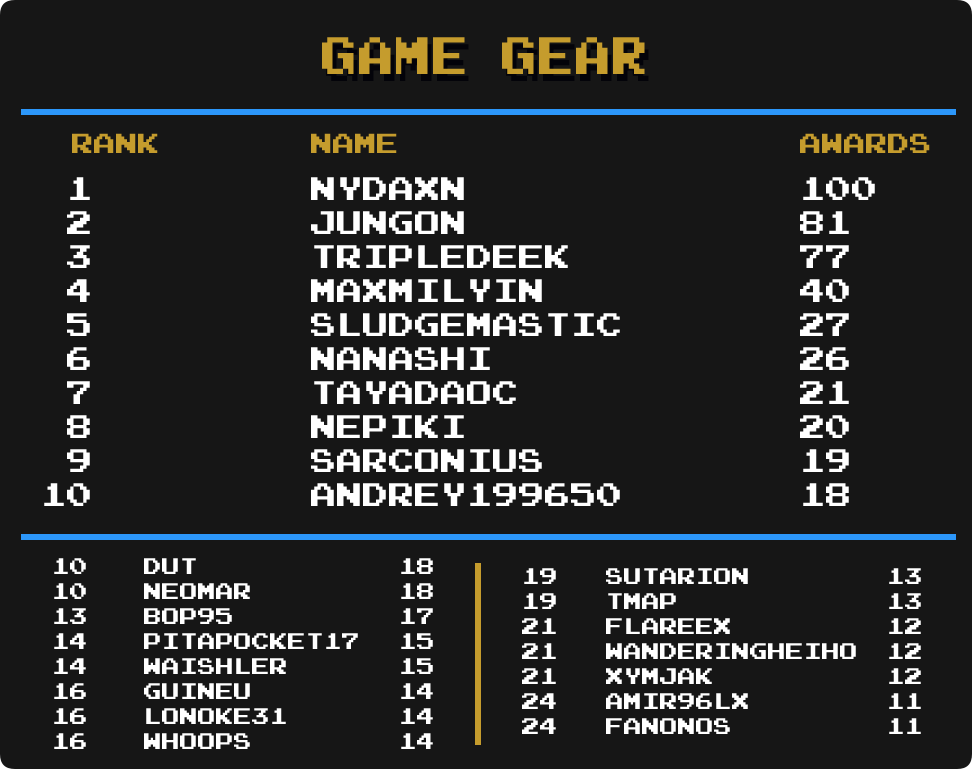 GAME GEAR
RANK NAME AWARDS
1 NYDAXN 100
2 JUNGON 81
3 TRIPLEDEEK 77
4 MAXMILYIN 40
5 SLUDGEMASTIC 27
6 NANASHI 26
7 TAYADAOC 21
8 NEPIKI 20
9 SARCONIUS 19
10 ANDREY199650 18
10 DUT 18
10 NEOMAR 18
13 BOP95 17
14 PITAPOCKET17 15
14 WAISHLER 15
16 GUINEU 14
16 LONOKE31 14
16 WHOOPS 14
19 SUTARION 13
19 TMAP 13
21 FLAREEX 12
21 WANDERINGHEIHO 12
21 XYMJAK 12
24 AMIR96LX 11
24 FANONOS 11